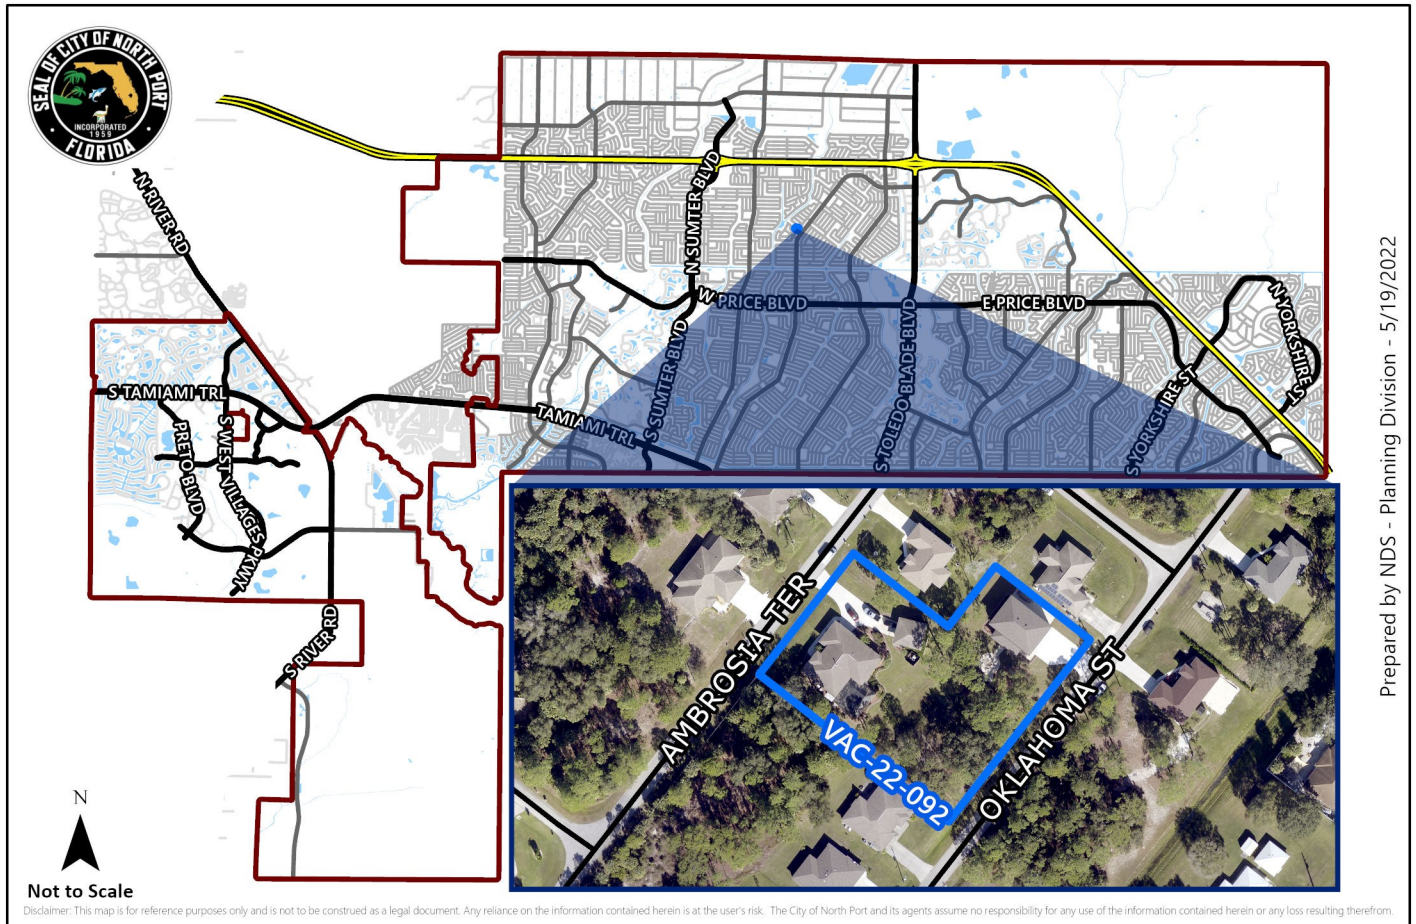 SEAL OF CITY OF NORTH PORT
INCORPORATED
1959
FLORIDA
N RIVER RD
N SUMTER BLVD
W PRICE BLVD
E PRICE BLVD
N YORKSHIRE ST
S TAMIAMI TRL
PRETO BLVD
S WEST VILLAGES PKWY
TAMIAMI TRL
S SUMTER BLVD
S TOLEDO BLADE BLVD
S YORKSHIRE ST
S RIVER RD
AMBROSIA TER
VAC-22-092
OKLAHOMA ST
Prepared by NDS - Planning Division - 5/19/2022
N
Not to Scale
Disclaimer: This map is for reference purposes only and is not to be construed as a legal document. Any reliance on the information contained herein is at the user's risk. The City of North Port and its agents assume no responsibility for any use of the information contained herein or any loss resulting therefrom.